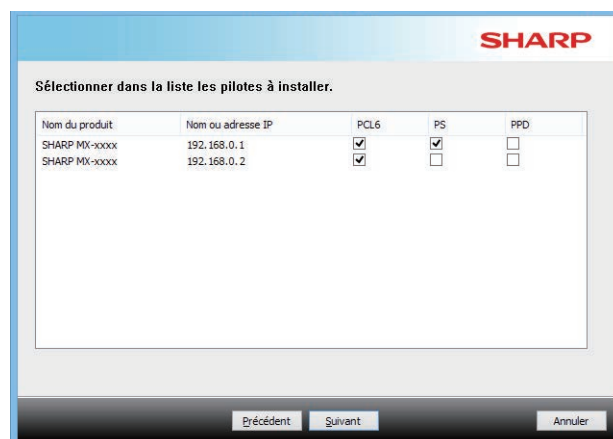 SHARP
Sélectionner dans la liste les pilotes à installer.
Nom du produit Nom ou adresse IP PCL6 PS PPD
SHARP MX-xxxx 192.168.0.1
SHARP MX-xxxx 192.168.0.2
Précédent Suivant Annuler